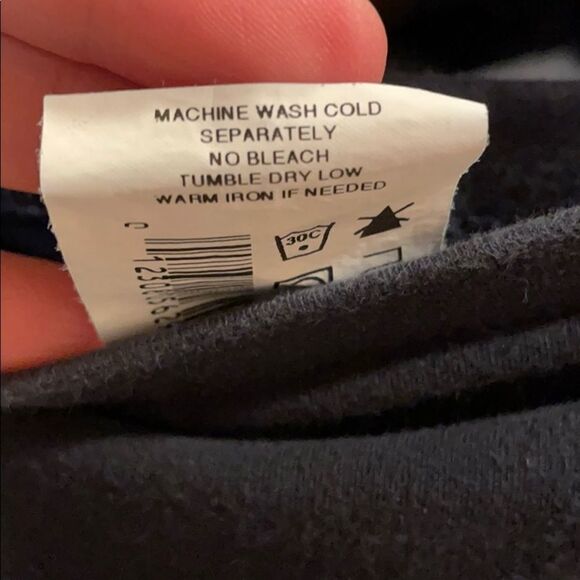 MACHINE WASH COLD
SEPARATELY
NO BLEACH
TUMBLE DRY LOW
WARM IRON IF NEEDED
30C
C